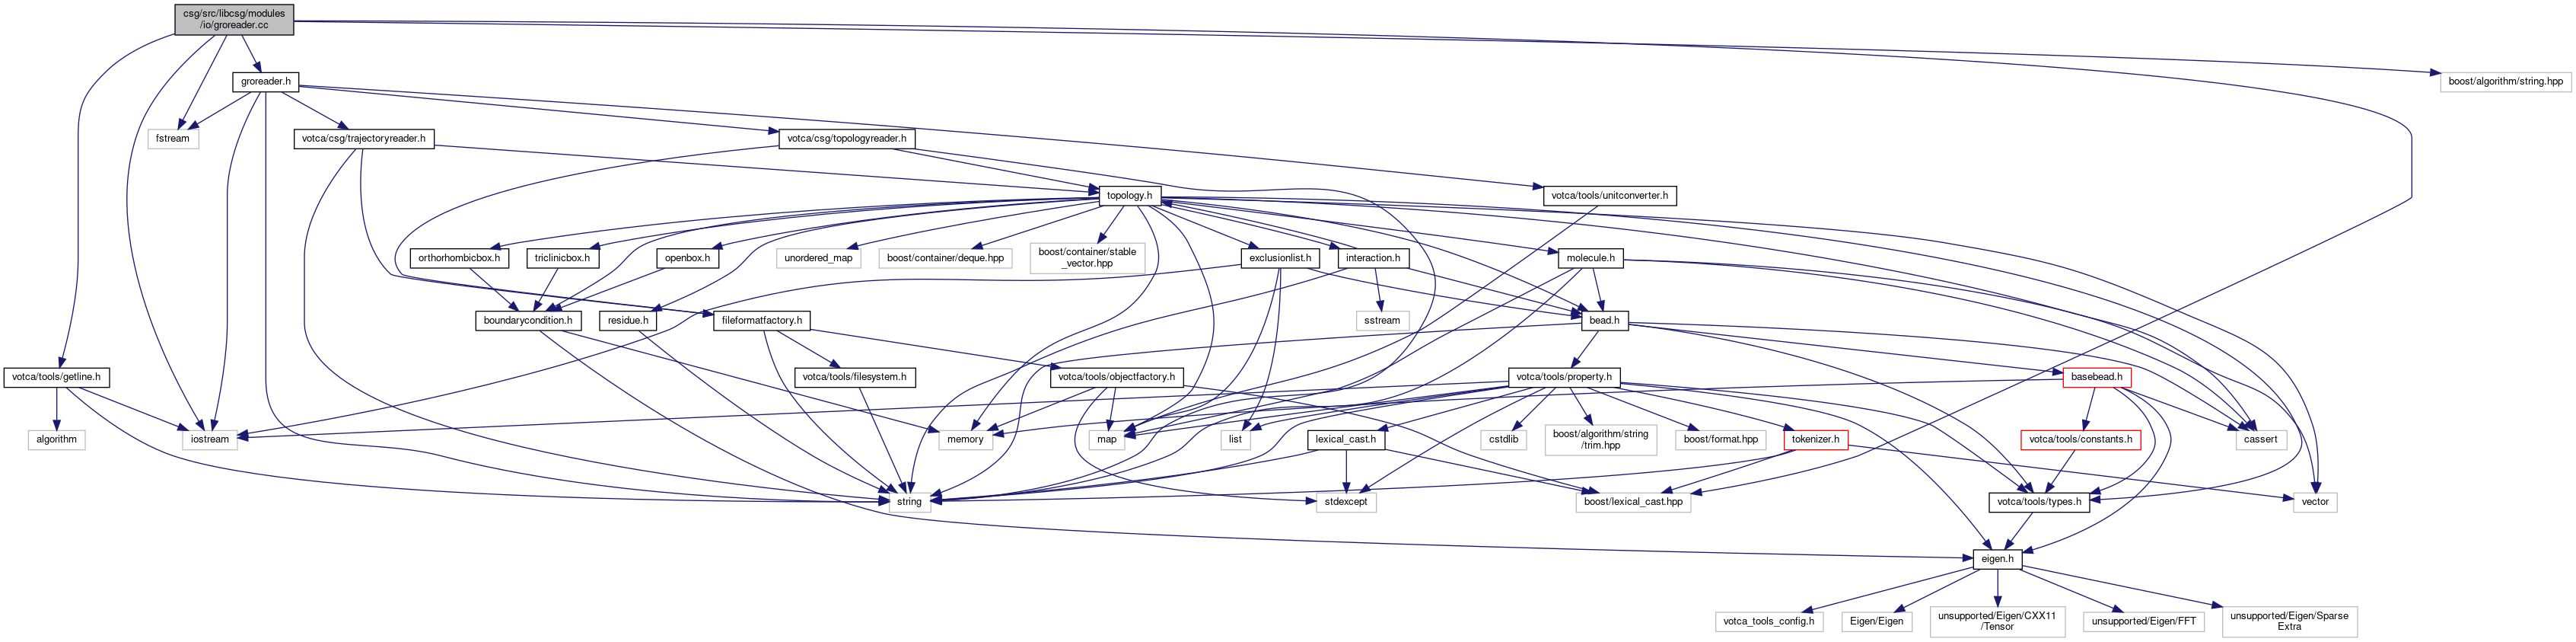 csg/src/libcsg/modules
/io/groreader.cc
groreader.h
boost/algorithm/string.hpp
fstream
votca/csg/trajectoryreader.h
votca/csg/topologyreader.h
topology.h
votca/tools/unitconverter.h
orthorhombicbox.h
triclinicbox.h
openbox.h
unordered_map
boost/container/deque.hpp
boost/container/stable
_vector.hpp
exclusionlist.h
interaction.h
molecule.h
boundarycondition.h
residue.h
fileformatfactory.h
sstream
bead.h
votca/tools/getline.h
votca/tools/filesystem.h
votca/tools/objectfactory.h
votca/tools/property.h
basebead.h
algorithm
iostream
memory
map
list
lexical_cast.h
cstdlib
boost/algorithm/string
/trim.hpp
boost/format.hpp
tokenizer.h
votca/tools/constants.h
cassert
string
stdexcept
boost/lexical_cast.hpp
votca/tools/types.h
vector
eigen.h
votca_tools_config.h
Eigen/Eigen
unsupported/Eigen/CXX11
/Tensor
unsupported/Eigen/FFT
unsupported/Eigen/Sparse
Extra